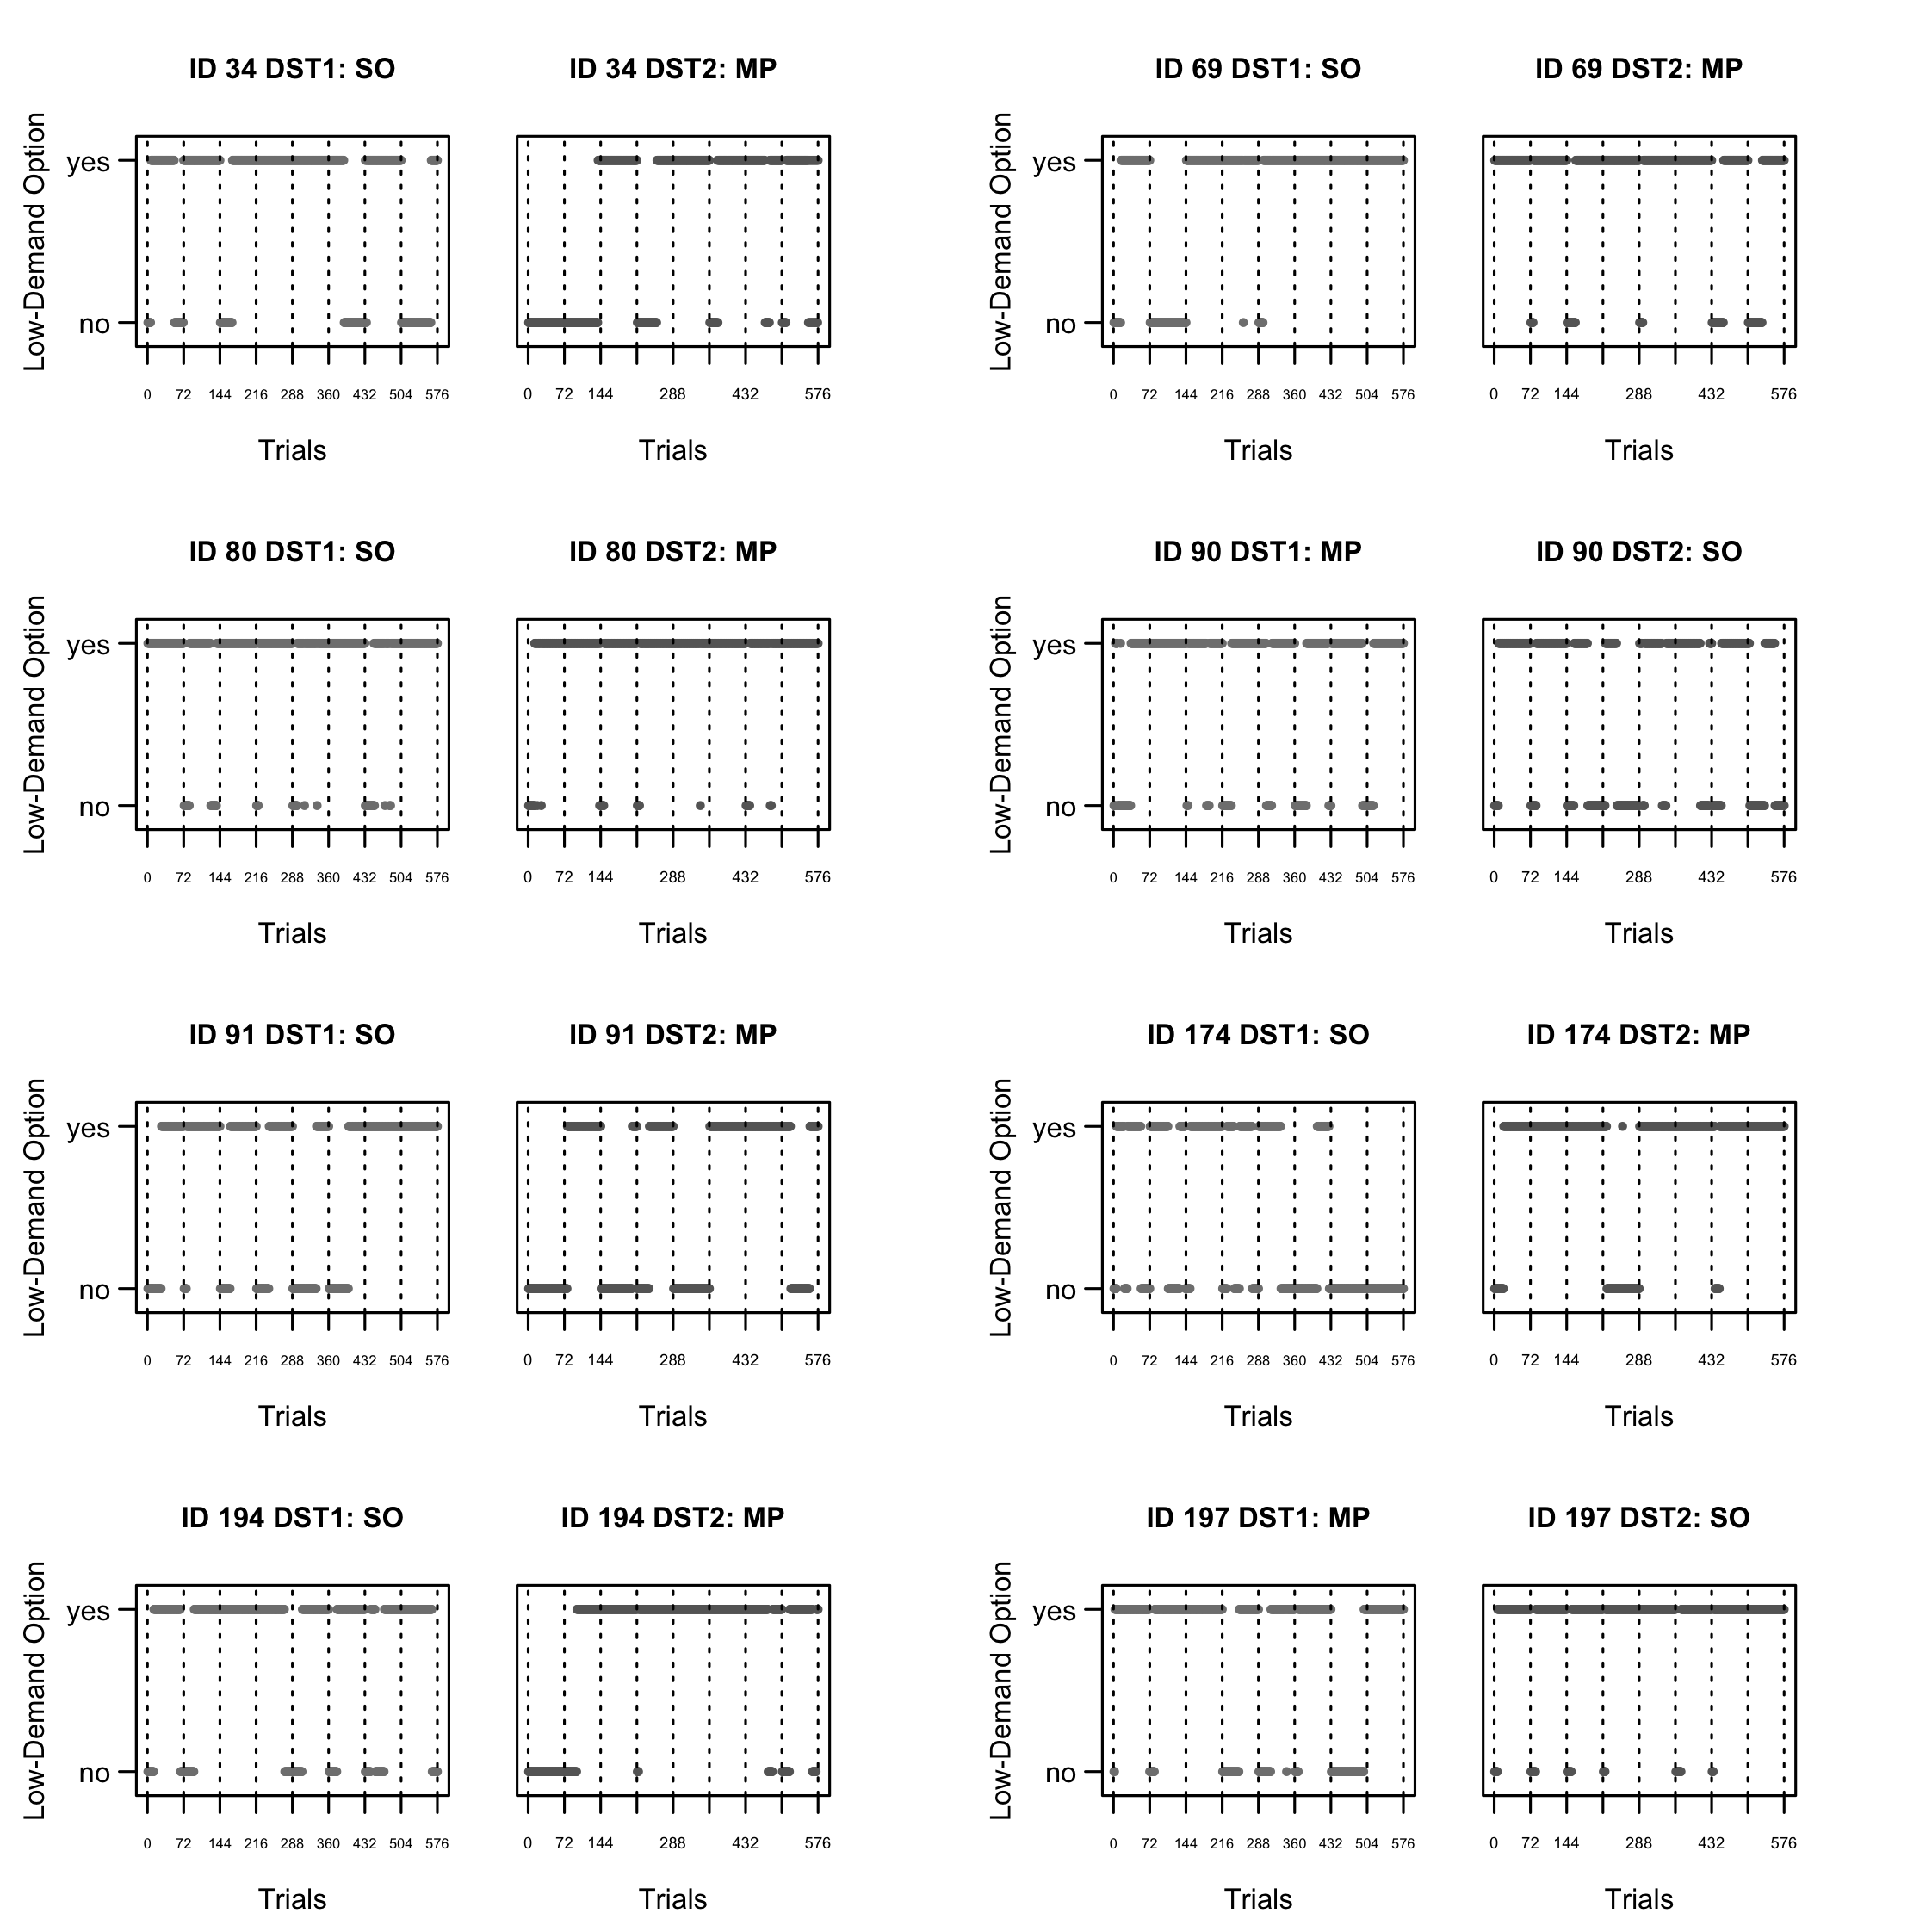 ID 34 DST1: SO ID 34 DST2: MP ID 69 DST1: SO ID 69 DST2: MP
Low-Demand Option yes no Low-Demand Option yes no
0 72 144 216 288 360 432 504 576 0 72 144 288 432 576 0 72 144 216 288 360 432 504 576 0 72 144 288 432 576
Trials Trials Trials Trials
ID 80 DST1: SO ID 80 DST2: MP ID 90 DST1: MP ID 90 DST2: SO
Low-Demand Option yes no Low-Demand Option yes no
0 72 144 216 288 360 432 504 576 0 72 144 288 432 576 0 72 144 216 288 360 432 504 576 0 72 144 288 432 576
Trials Trials Trials Trials
ID 91 DST1: SO ID 91 DST2: MP ID 174 DST1: SO ID 174 DST2: MP
Low-Demand Option yes no Low-Demand Option yes no
0 72 144 216 288 360 432 504 576 0 72 144 288 432 576 0 72 144 216 288 360 432 504 576 0 72 144 288 432 576
Trials Trials Trials Trials
ID 194 DST1: SO ID 194 DST2: MP ID 197 DST1: MP ID 197 DST2: SO
Low-Demand Option yes no Low-Demand Option yes no
0 72 144 216 288 360 432 504 576 0 72 144 288 432 576 0 72 144 216 288 360 432 504 576 0 72 144 288 432 576
Trials Trials Trials Trials